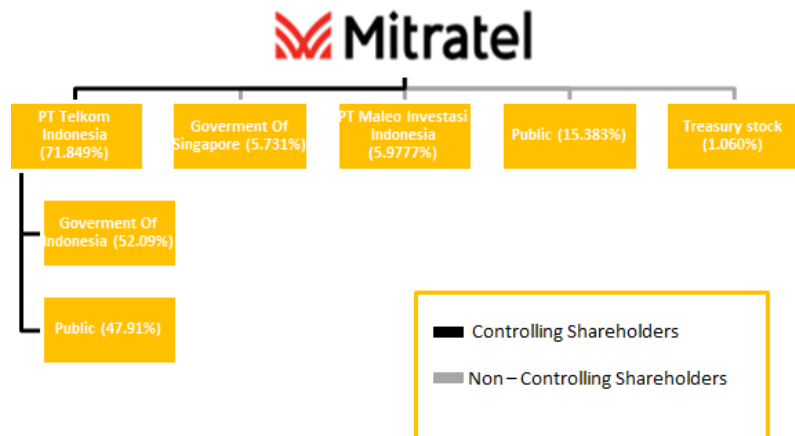 Mitratel
PT Telkom
Indonesia
(71.849%)
Goverment Of
Singapore (5.731%)
PT Maleo Investasi
Indonesia
(5.9777%)
Public (15.383%)
Treasury stock
(1.060%)
Goverment Of
Indonesia (52.09%)
Public (47.91%)
Controlling Shareholders
Non – Controlling Shareholders